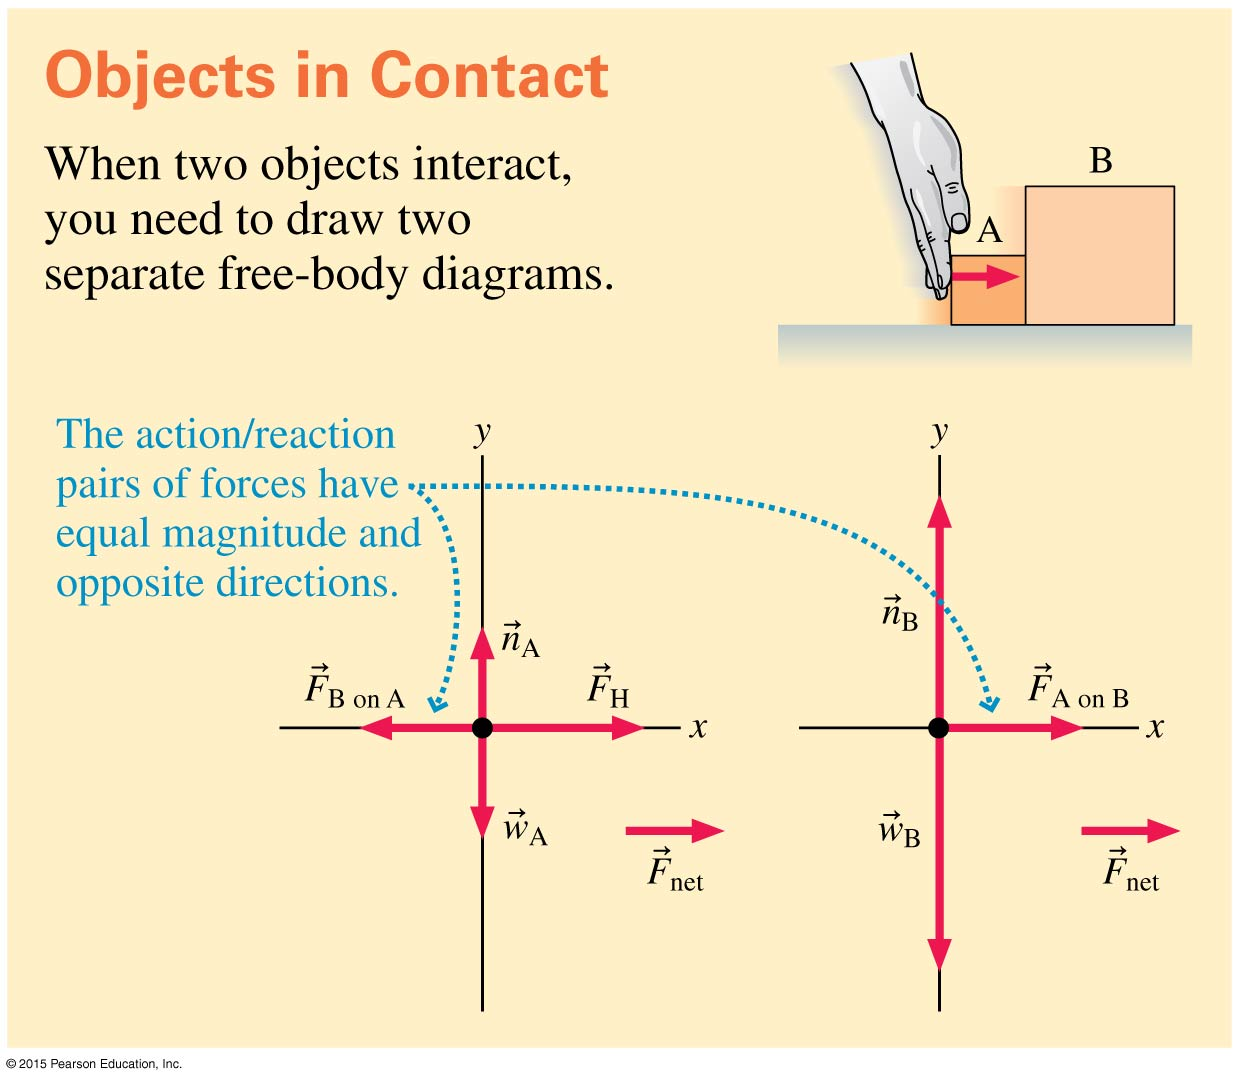 Objects in Contact
When two objects interact,
you need to draw two
separate free-body diagrams.
B
A
The action/reaction
pairs of forces have
equal magnitude and
opposite directions.
y
n⃗A
F⃗B on A
F⃗H
x
w⃗A
F⃗net
y
n⃗B
F⃗A on B
x
w⃗B
F⃗net
© 2015 Pearson Education, Inc.